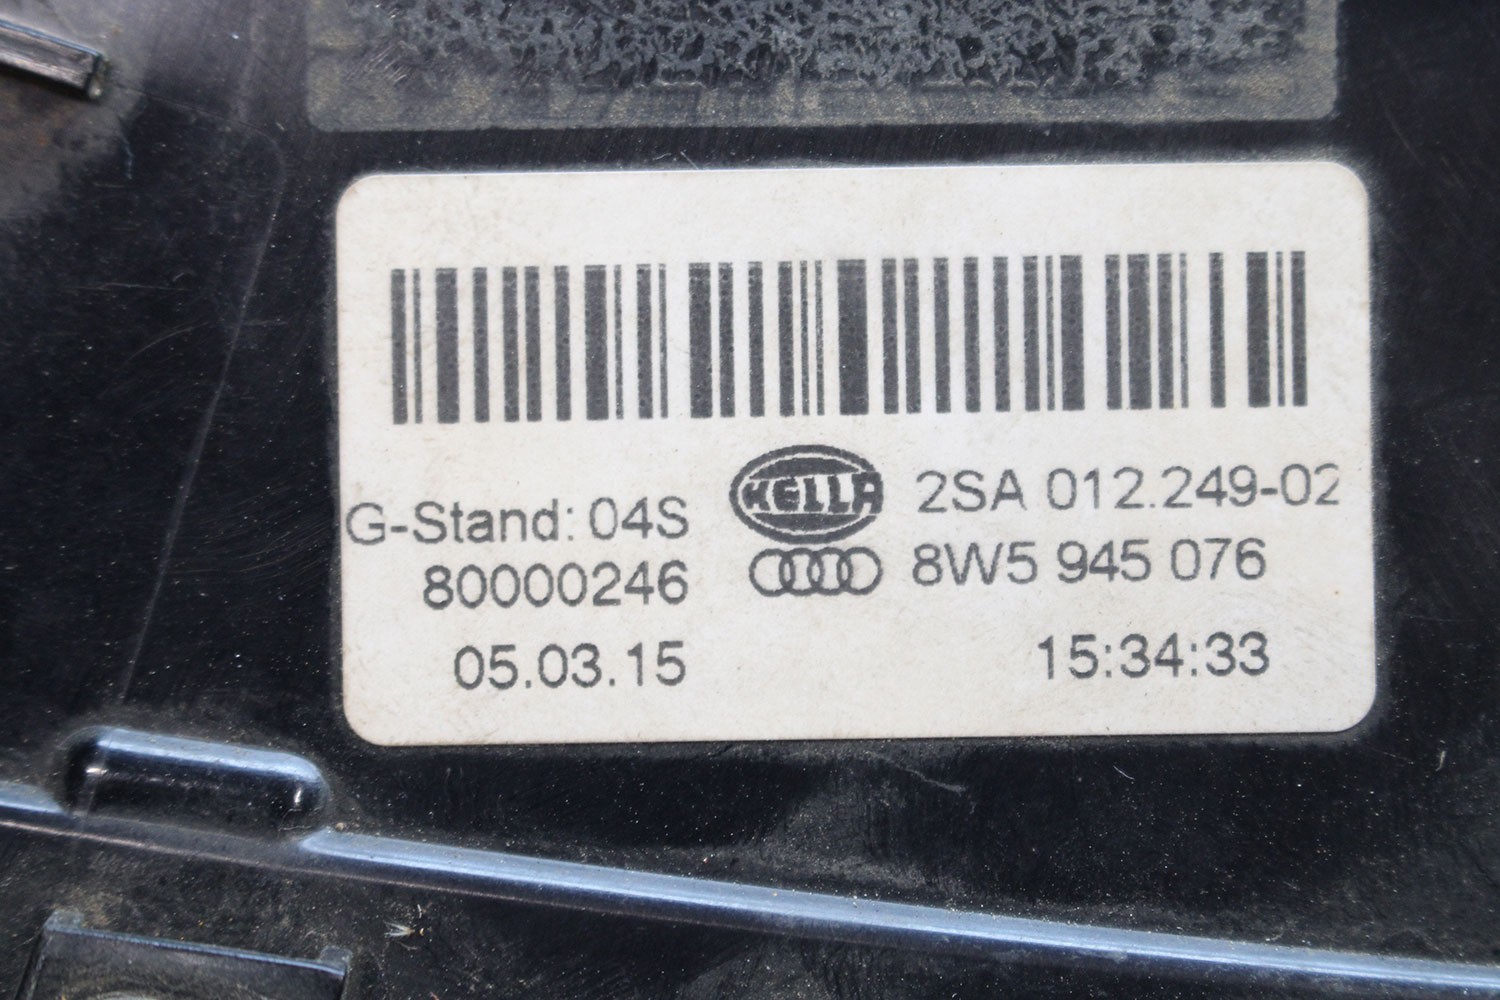 G-Stand: 04S HELLA 2SA 012.249-02
80000246 8W5 945 076
05.03.15 15:34:33